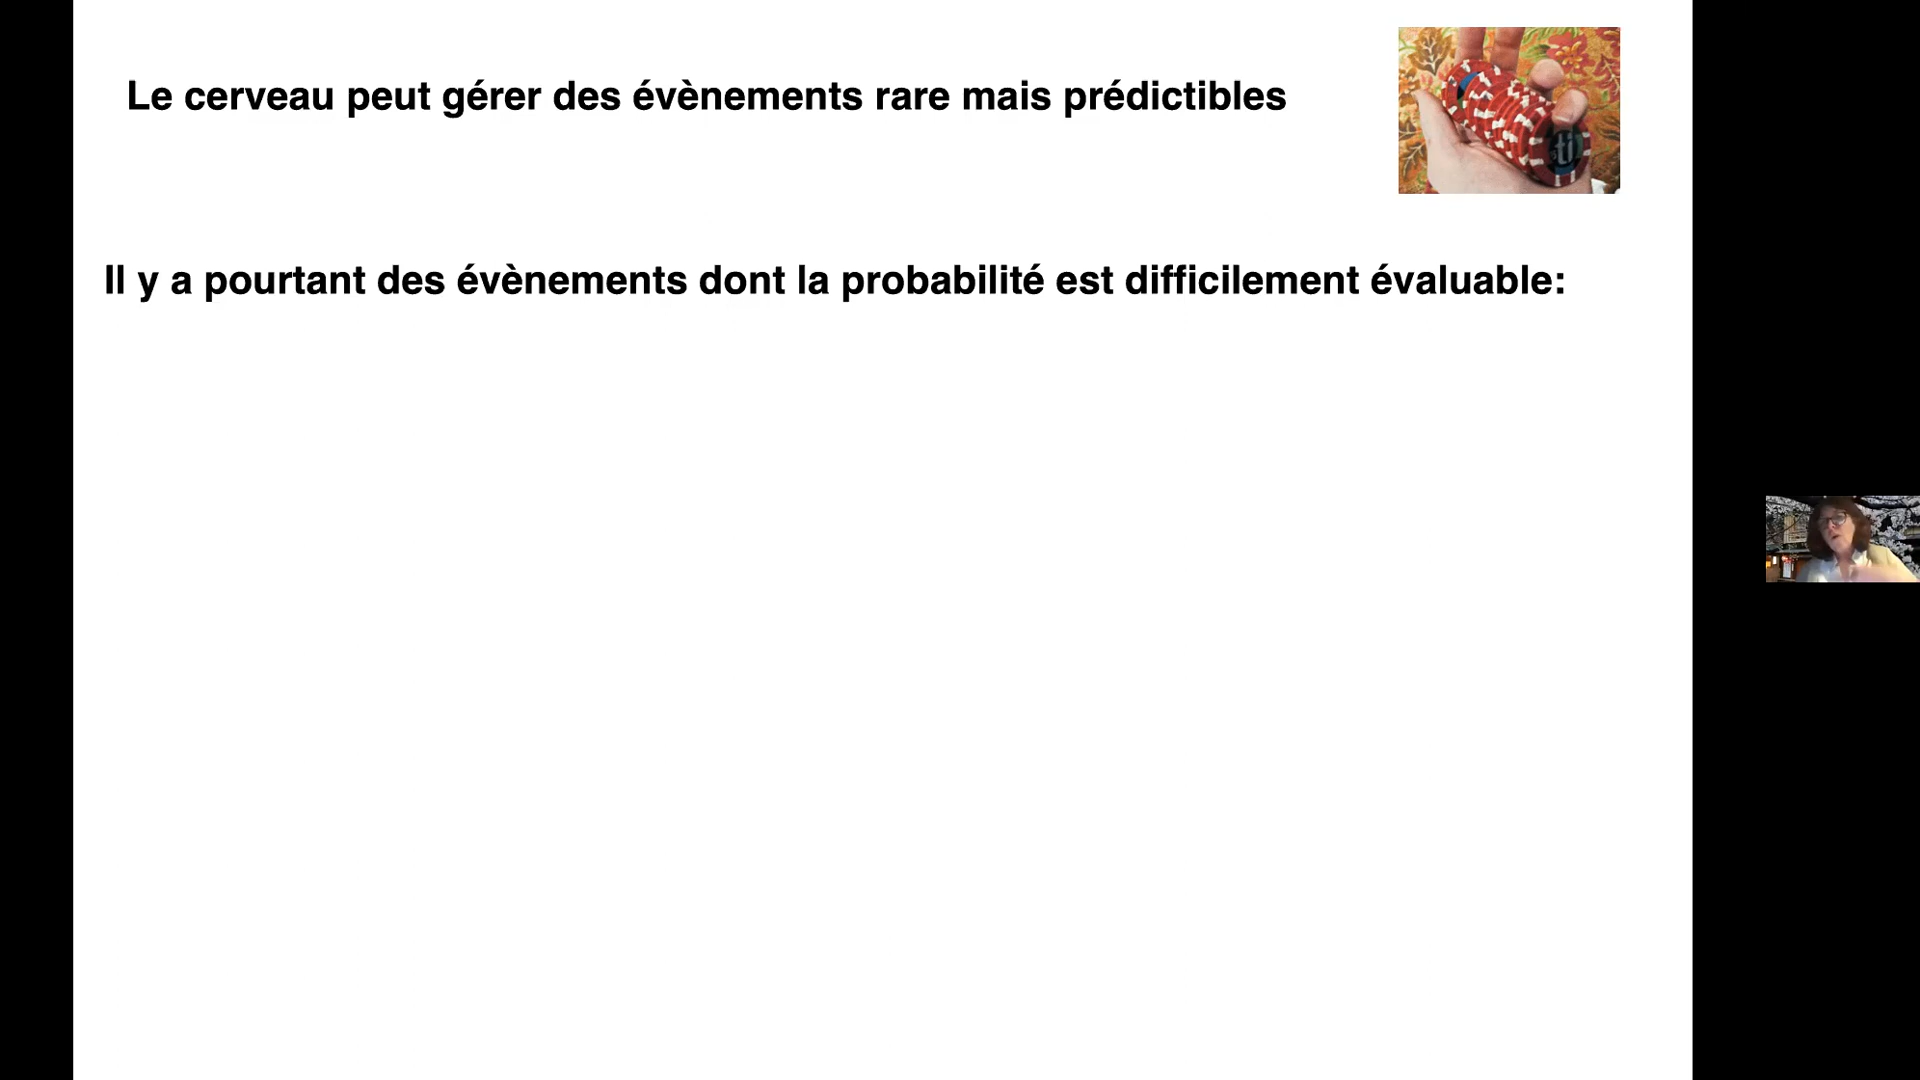 Le cerveau peut gérer des évènements rare mais prédictibles
Il y a pourtant des évènements dont la probabilité est difficilement évaluable: